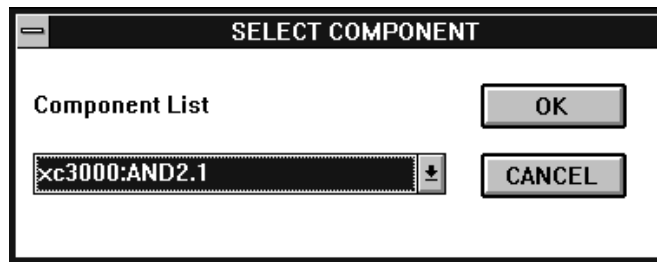 SELECT COMPONENT
Component List
OK
xc3000:AND2.1
CANCEL